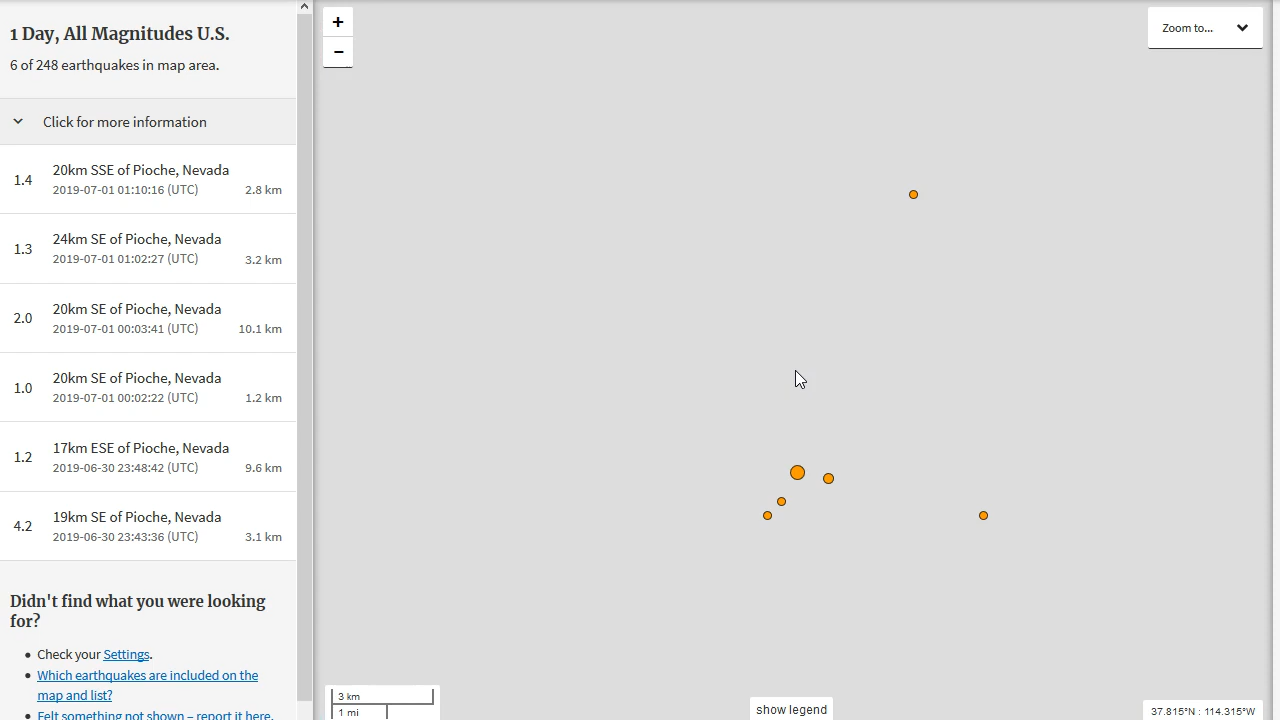 1 Day, All Magnitudes U.S.
6 of 248 earthquakes in map area.
Click for more information
1.4
20km SSE of Pioche, Nevada
2019-07-01 01:10:16 (UTC) 2.8 km
1.3
24km SE of Pioche, Nevada
2019-07-01 01:02:27 (UTC) 3.2 km
2.0
20km SE of Pioche, Nevada
2019-07-01 00:03:41 (UTC) 10.1 km
1.0
20km SE of Pioche, Nevada
2019-07-01 00:02:22 (UTC) 1.2 km
1.2
17km ESE of Pioche, Nevada
2019-06-30 23:48:42 (UTC) 9.6 km
4.2
19km SE of Pioche, Nevada
2019-06-30 23:43:36 (UTC) 3.1 km
Didn't find what you were looking
for?
• Check your Settings.
• Which earthquakes are included on the
map and list?
• Felt something not shown – report it here.
+
−
Zoom to...
3 km
1 mi
show legend
37.815°N : 114.315°W